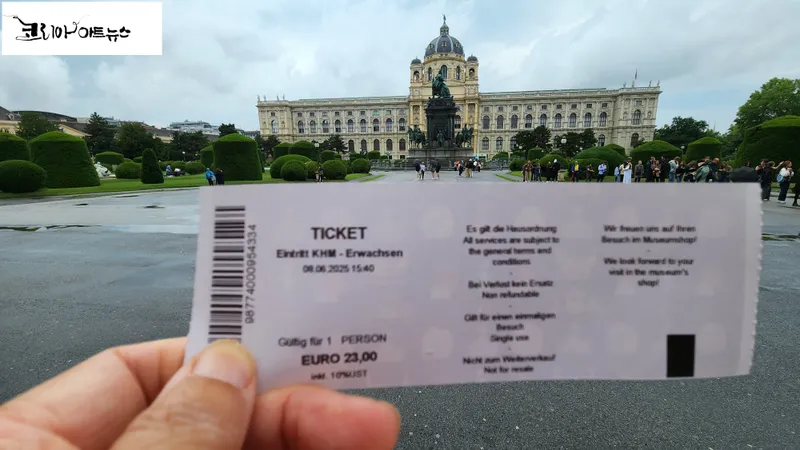 코리아아트뉴스
TICKET
Eintritt KHM - Erwachsen
08.06.2025 15:40
Gültig für 1 PERSON
EURO 23,00
inkl. 10%UST
987740000954334
Es gilt die Hausordnung
All services are subject to
the general terms and
conditions.
-
Bei Verlust kein Ersatz
Non refundable
-
Gilt für einen einmaligen
Besuch
Single use
-
Nicht zum Weiterverkauf
Not for resale
Wir freuen uns auf Ihren
Besuch im Museumsshop!
-
We look forward to your
visit in the museum's
shop!